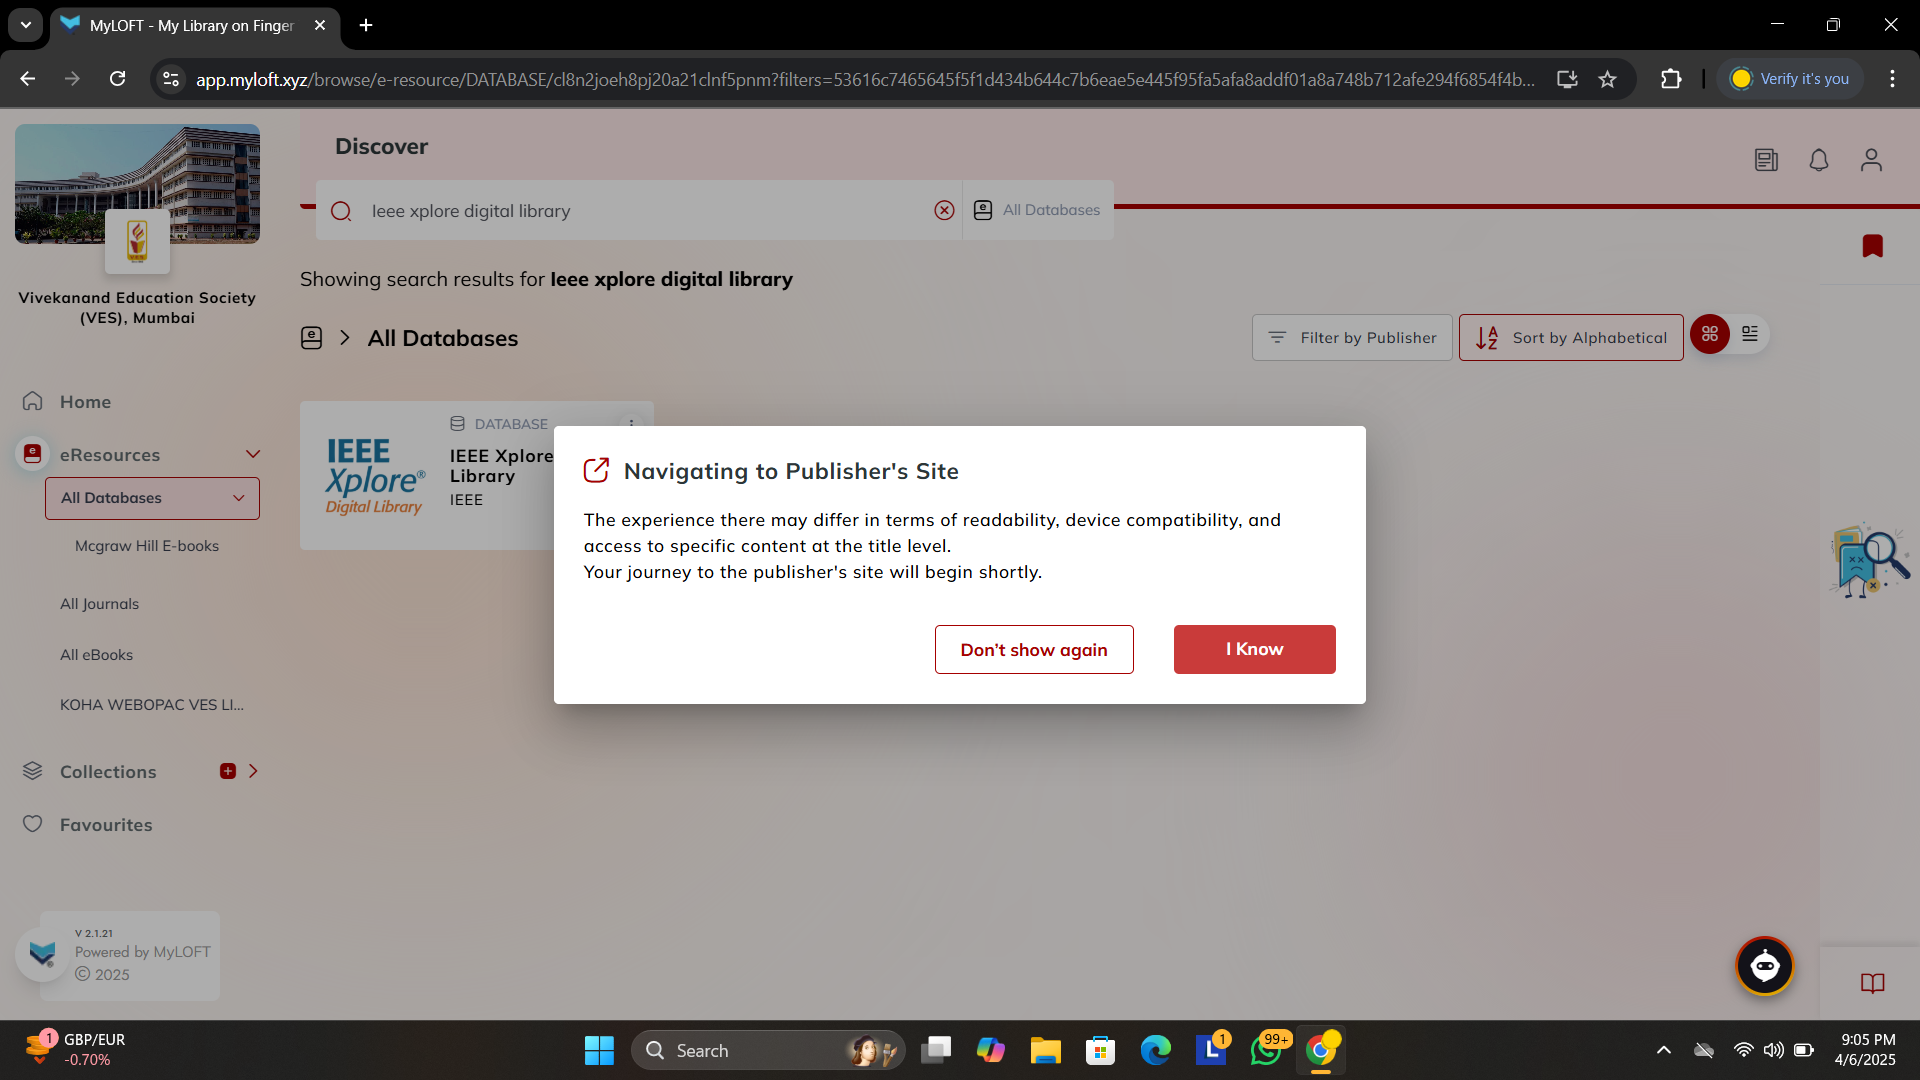 MyLOFT - My Library on Finger
app.myloft.xyz/browse/e-resource/DATABASE/cl8n2joeh8pj20a21clnf5pnm?filters=53616c7465645f5f1d434b644c7b6eae5e445f95fa5afa8addf01a8a748b712afe294f6854f4b...
Verify it's you
Discover
Ieee xplore digital library
All Databases
Showing search results for Ieee xplore digital library
Vivekanand Education Society
(VES), Mumbai
All Databases
Filter by Publisher
Sort by Alphabetical
Home
eResources
All Databases
Mcgraw Hill E-books
All Journals
All eBooks
KOHA WEBOPAC VES LI...
Collections
Favourites
DATABASE
IEEE
Xplore®
Digital Library
IEEE Xplore
Library
IEEE
Navigating to Publisher's Site
The experience there may differ in terms of readability, device compatibility, and
access to specific content at the title level.
Your journey to the publisher's site will begin shortly.
Don't show again
I Know
V 2.1.21
Powered by MyLOFT
© 2025
1
GBP/EUR
-0.70%
Search
L
1
99+
9:05 PM
4/6/2025